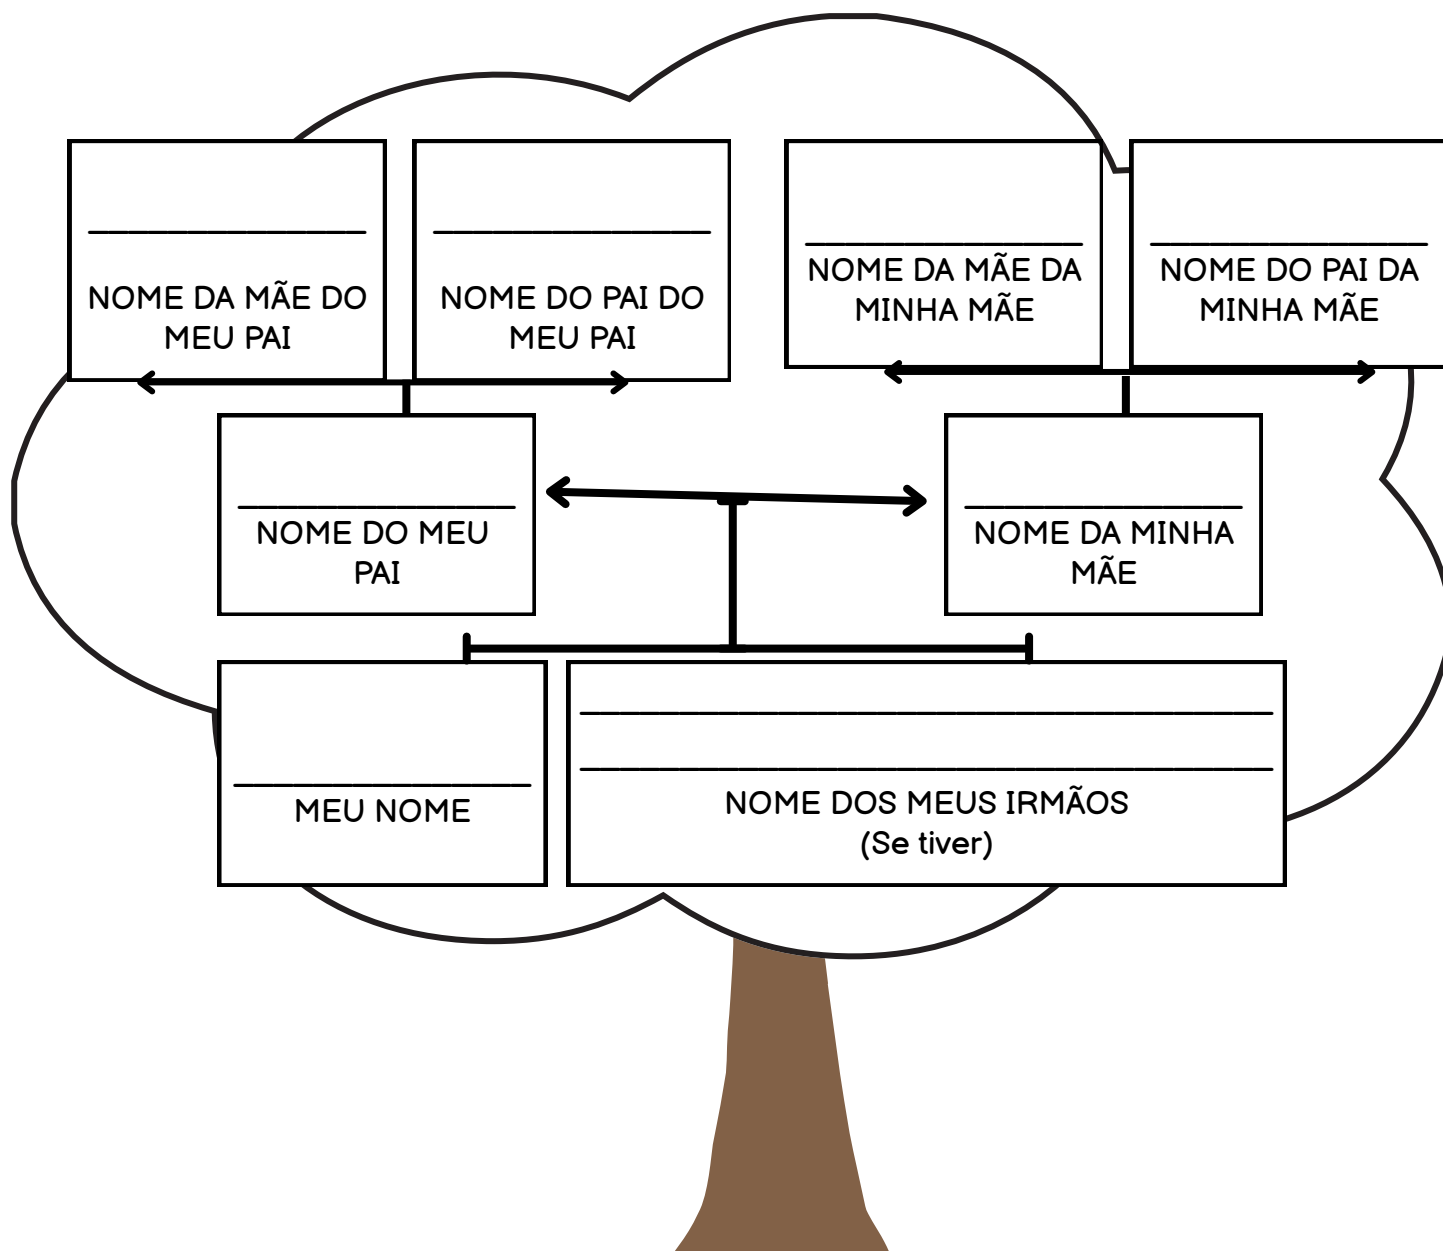 NOME DA MÃE DO
MEU PAI
NOME DO PAI DO
MEU PAI
NOME DA MÃE DA
MINHA MÃE
NOME DO PAI DA
MINHA MÃE
NOME DO MEU
PAI
NOME DA MINHA
MÃE
MEU NOME
NOME DOS MEUS IRMÃOS
(Se tiver)